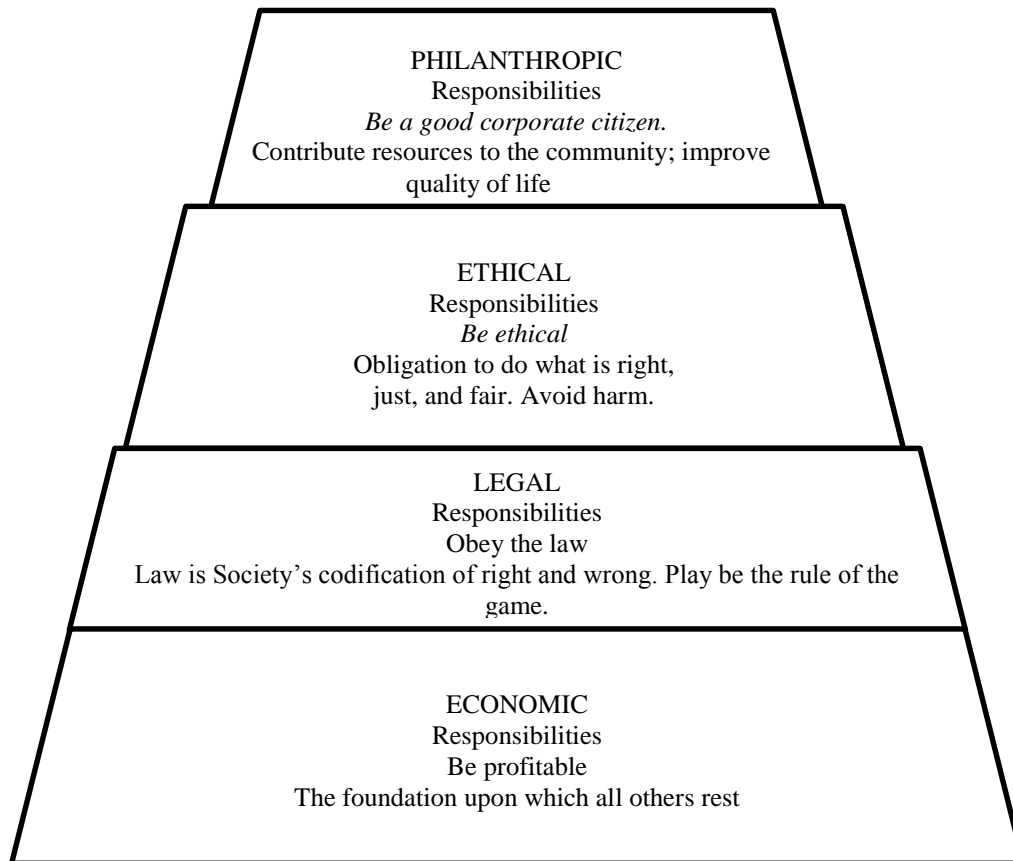 PHILANTHROPIC
Responsibilities
Be a good corporate citizen.
Contribute resources to the community; improve
quality of life
ETHICAL
Responsibilities
Be ethical
Obligation to do what is right,
just, and fair. Avoid harm.
LEGAL
Responsibilities
Obey the law
Law is Society’s codification of right and wrong. Play be the rule of the
game.
ECONOMIC
Responsibilities
Be profitable
The foundation upon which all others rest